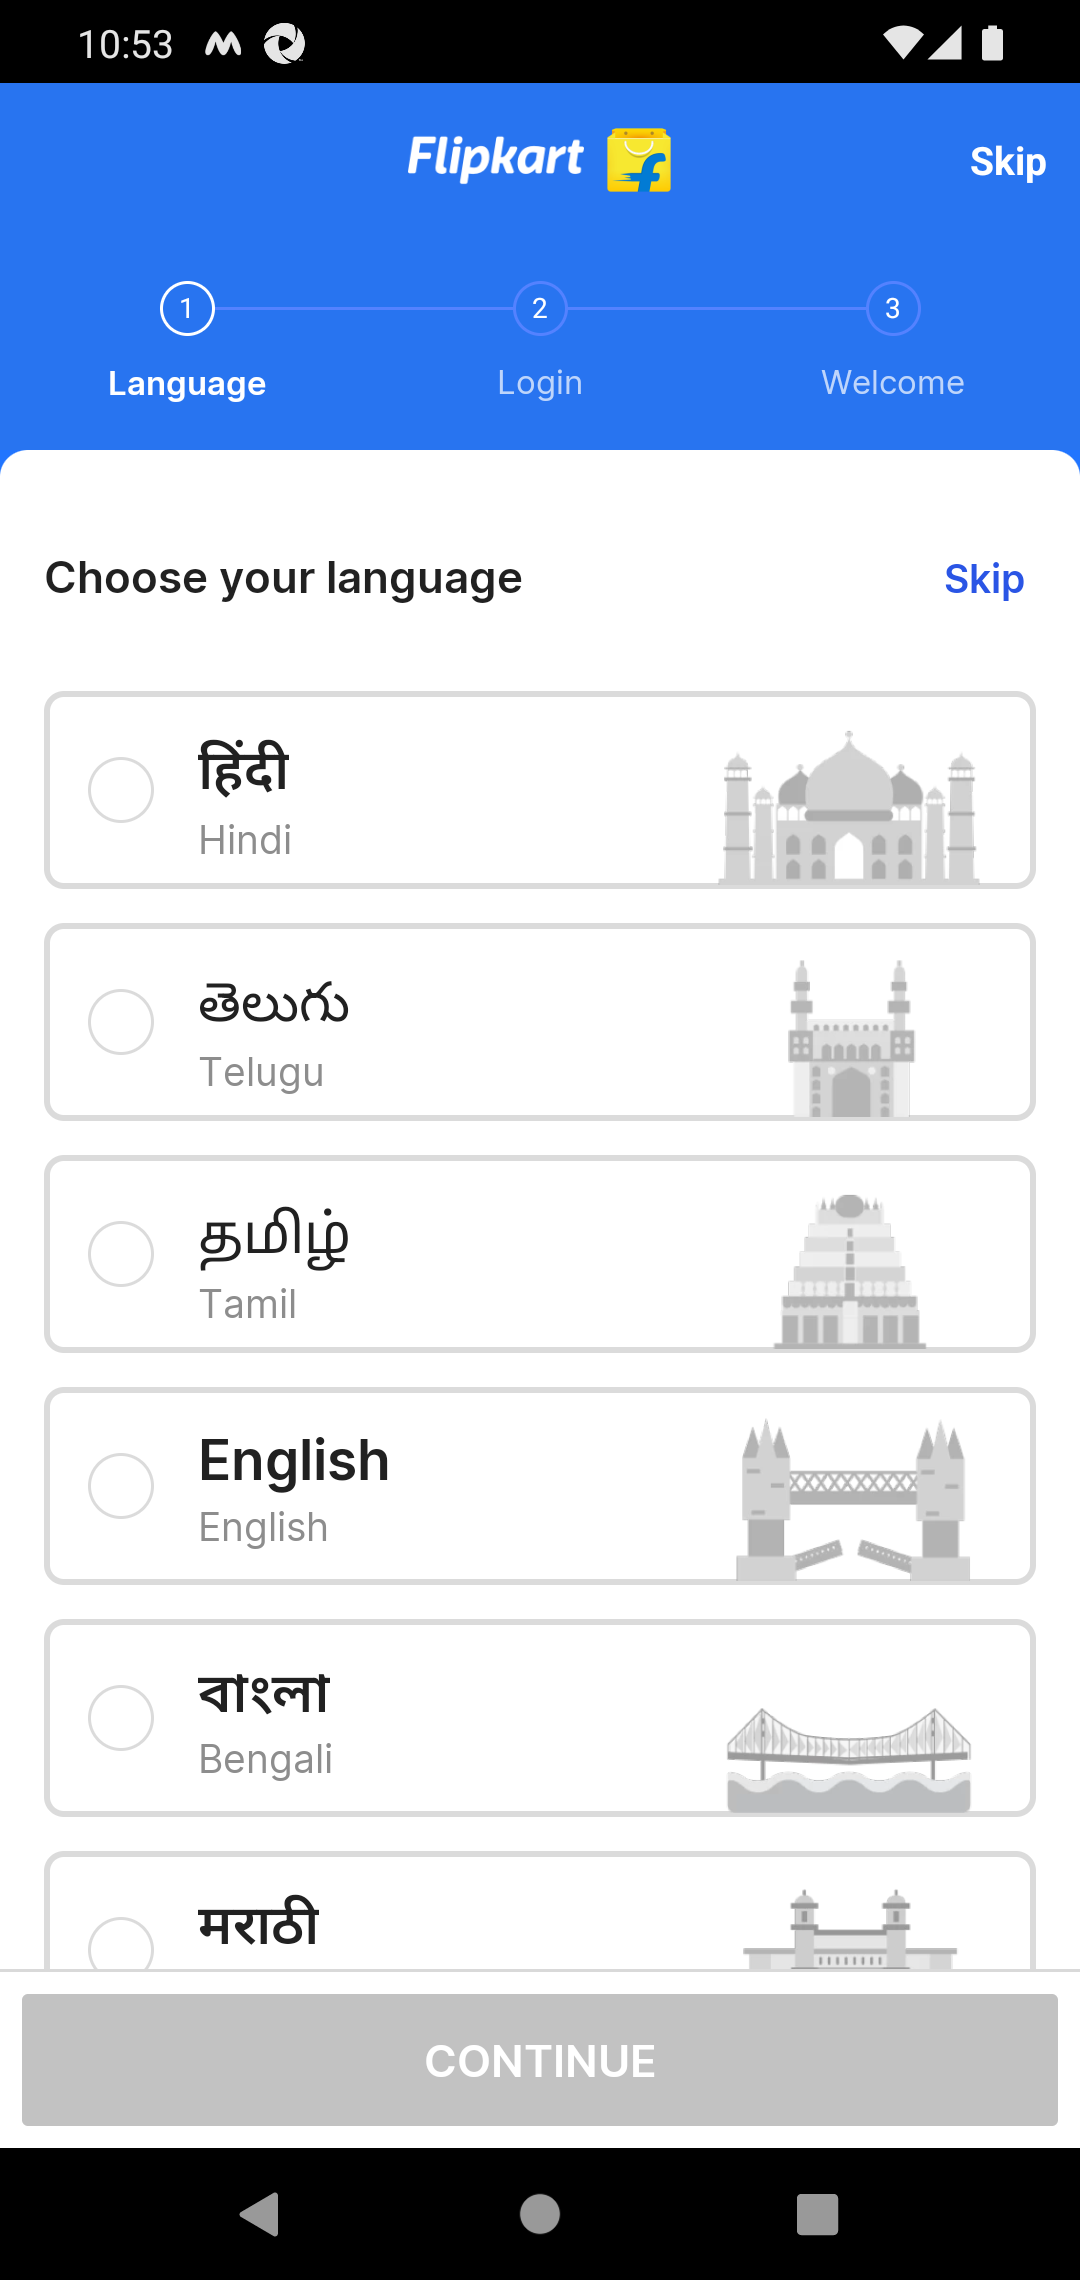 10:53
Flipkart
Skip
1
2
3
Language
Login
Welcome
Choose your language
Skip
हिंदी
Hindi
తెలుగు
Telugu
தமிழ்
Tamil
English
English
বাংলা
Bengali
मराठी
CONTINUE